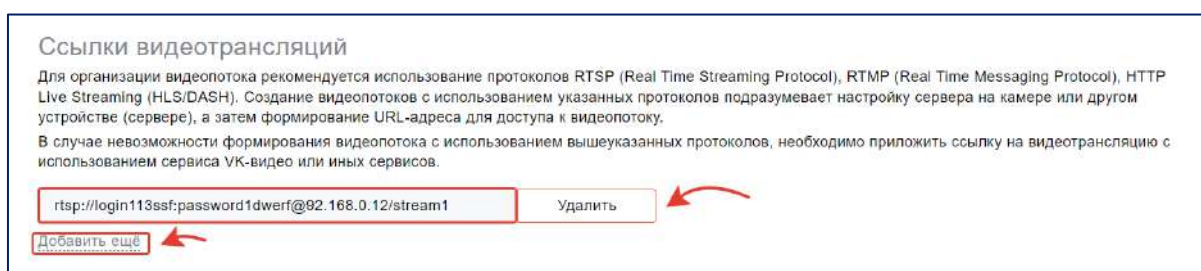 Ссылки видеотрансляций
Для организации видеопотока рекомендуется использование протоколов RTSP (Real Time Streaming Protocol), RTMP (Real Time Messaging Protocol), HTTP
Live Streaming (HLS/DASH). Создание видеопотоков с использованием указанных протоколов подразумевает настройку сервера на камере или другом
устройстве (сервере), а затем формирование URL-адреса для доступа к видеопотоку.
В случае невозможности формирования видеопотока с использованием вышеуказанных протоколов, необходимо приложить ссылку на видеотрансляцию с
использованием сервиса VK-видео или иных сервисов.
rtsp://login113ssf:password1dwerf@92.168.0.12/stream1 Удалить
Добавить ещё